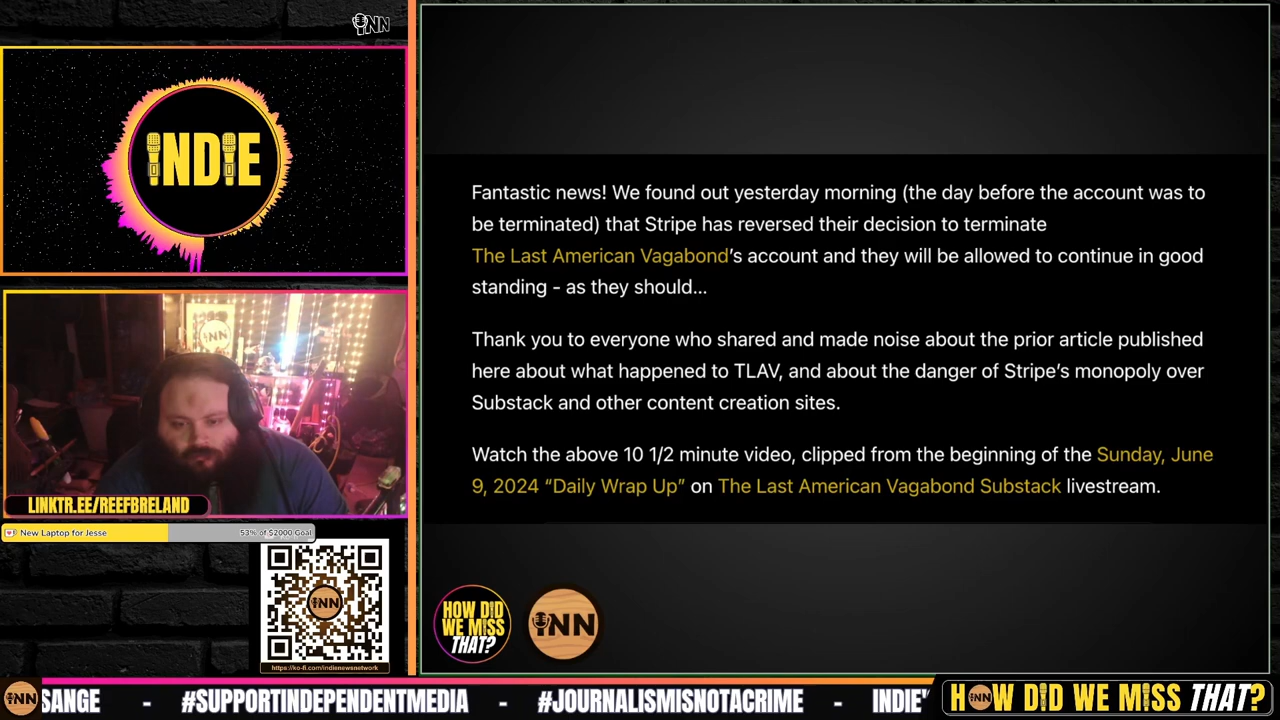 INN
INDIE
INN
LINKTR.EE/REEFBRELAND
New Laptop for Jesse
53% of $2000 Goal
INN
https://ko-fi.com/indienewsnetwork
Fantastic news! We found out yesterday morning (the day before the account was to
be terminated) that Stripe has reversed their decision to terminate
The Last American Vagabond's account and they will be allowed to continue in good
standing - as they should...
Thank you to everyone who shared and made noise about the prior article published
here about what happened to TLAV, and about the danger of Stripe's monopoly over
Substack and other content creation sites.
Watch the above 10 1/2 minute video, clipped from the beginning of the Sunday, June
9, 2024 “Daily Wrap Up” on The Last American Vagabond Substack livestream.
HOW DID
WE MISS
THAT?
INN
INN
SANGE - #SUPPORTINDEPENDENTMEDIA - #JOURNALISMISNOTACRIME - INDIE'
HOW DID WE MISS THAT?